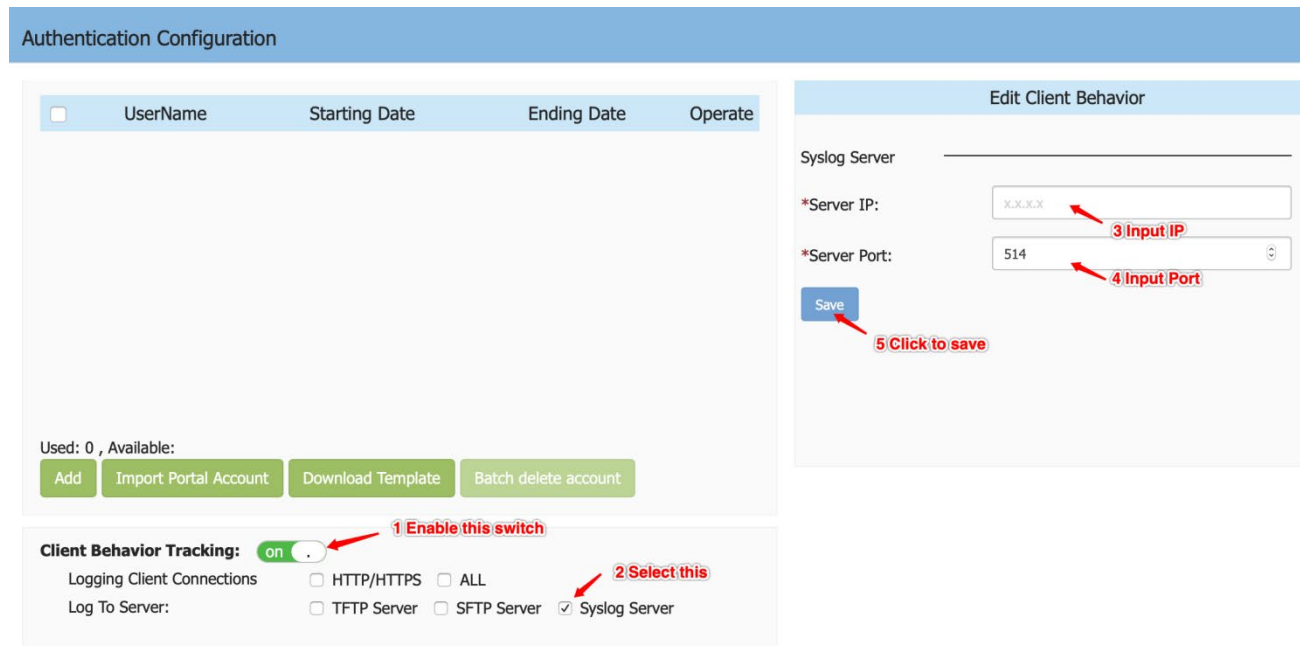 Authentication Configuration
UserName Starting Date Ending Date Operate
Used: 0 , Available:
Add Import Portal Account Download Template Batch delete account
1 Enable this switch
Client Behavior Tracking: on .
Logging Client Connections HTTP/HTTPS ALL
2 Select this
Log To Server: TFTP Server SFTP Server Syslog Server
Edit Client Behavior
Syslog Server
*Server IP: x.x.x.x
3 Input IP
*Server Port: 514
4 Input Port
Save
5 Click to save